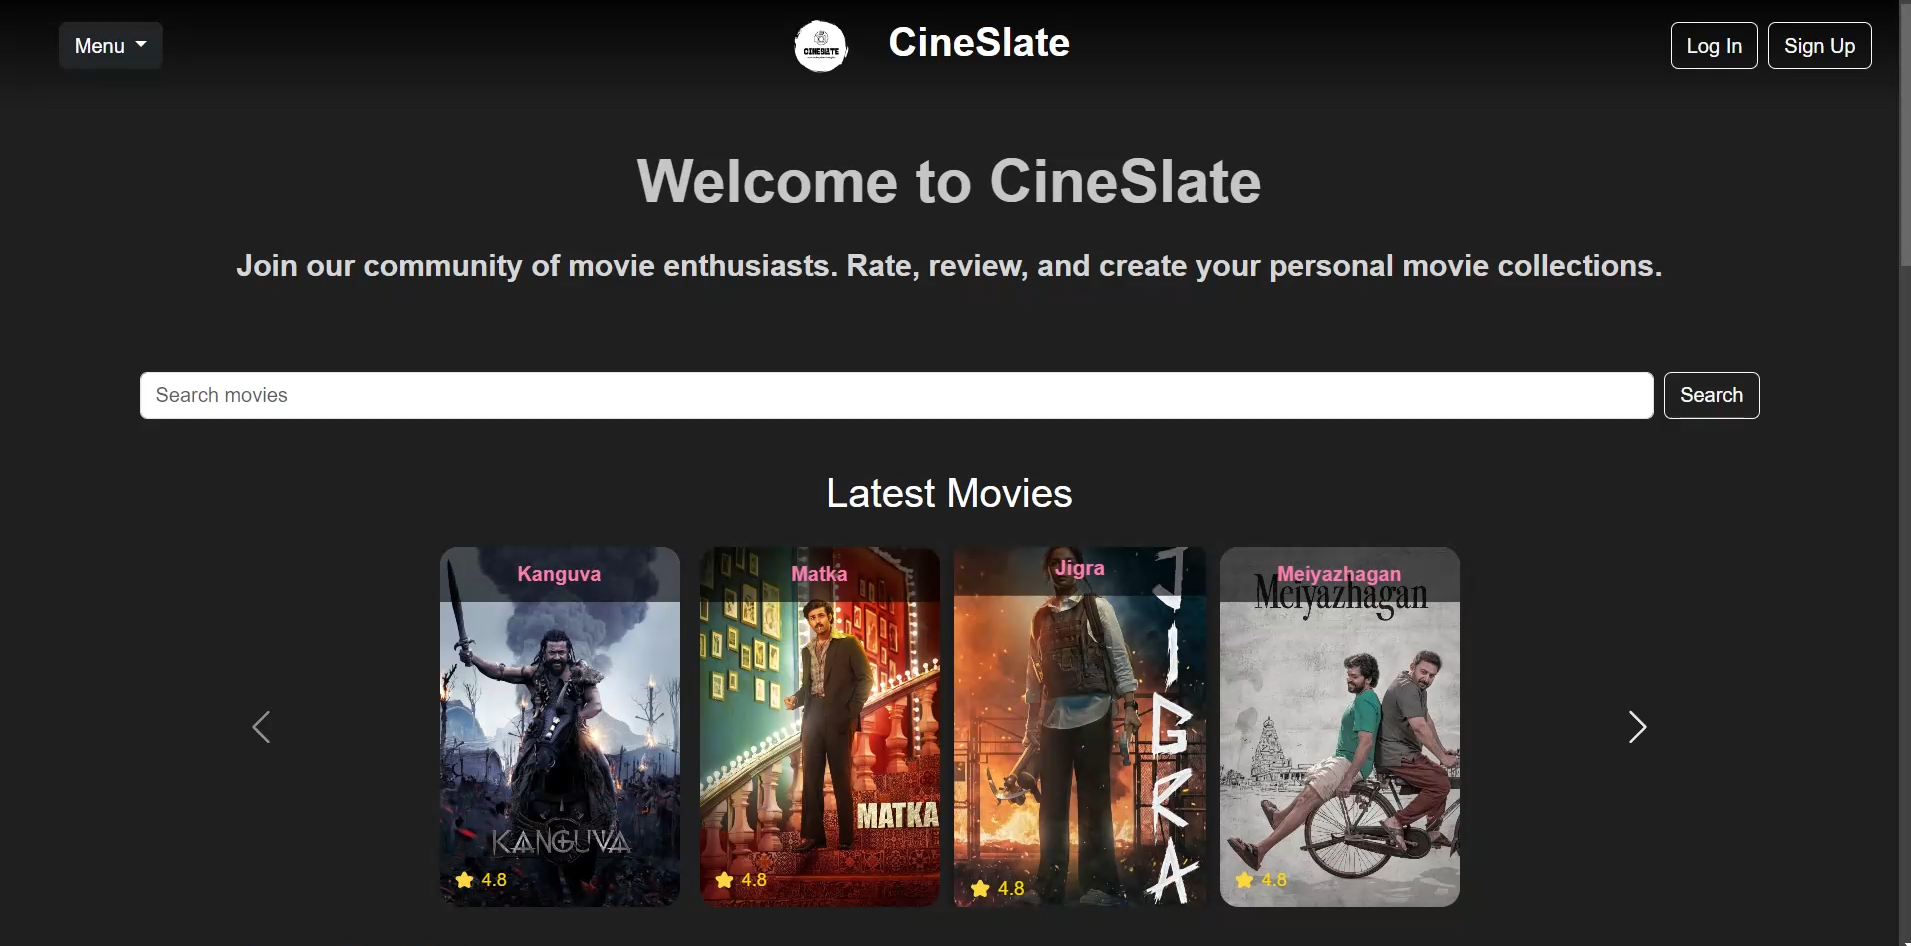 Menu
CINESLATE
CineSlate
Log In
Sign Up
Welcome to CineSlate
Join our community of movie enthusiasts. Rate, review, and create your personal movie collections.
Search movies
Search
Latest Movies
Kanguva
KANGUVA
4.8
Matka
MATKA
4.8
Jigra
JIGRA
4.8
Meiyazhagan
Meiyazhagan
4.8